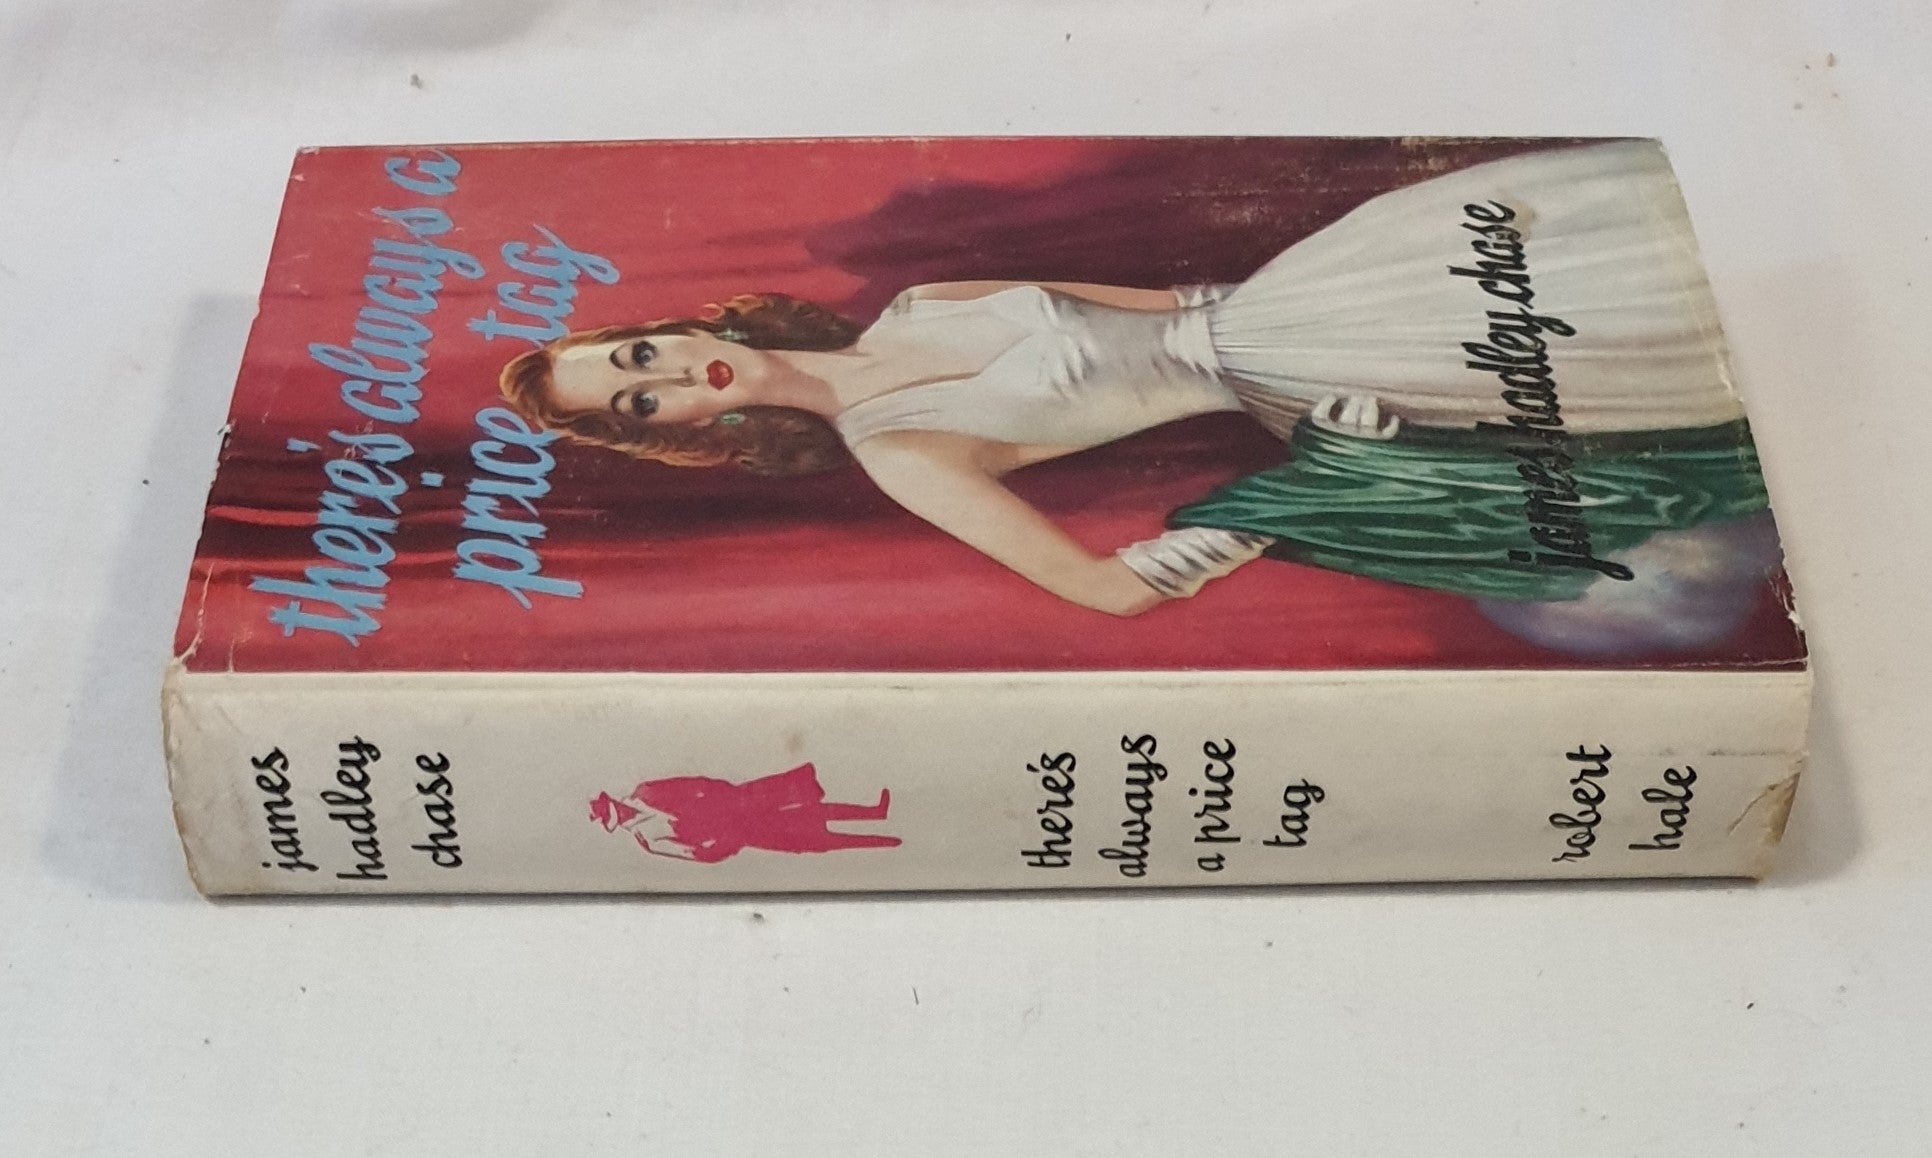 there's always a
price tag
james hadley chase
james
hadley
chase
there's
always
a price
tag
robert
hale